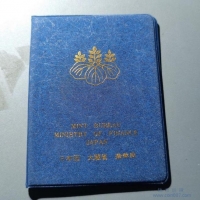 MINT BUREAU
MINISTRY OF FINANCE
JAPAN
大蔵省 造幣局